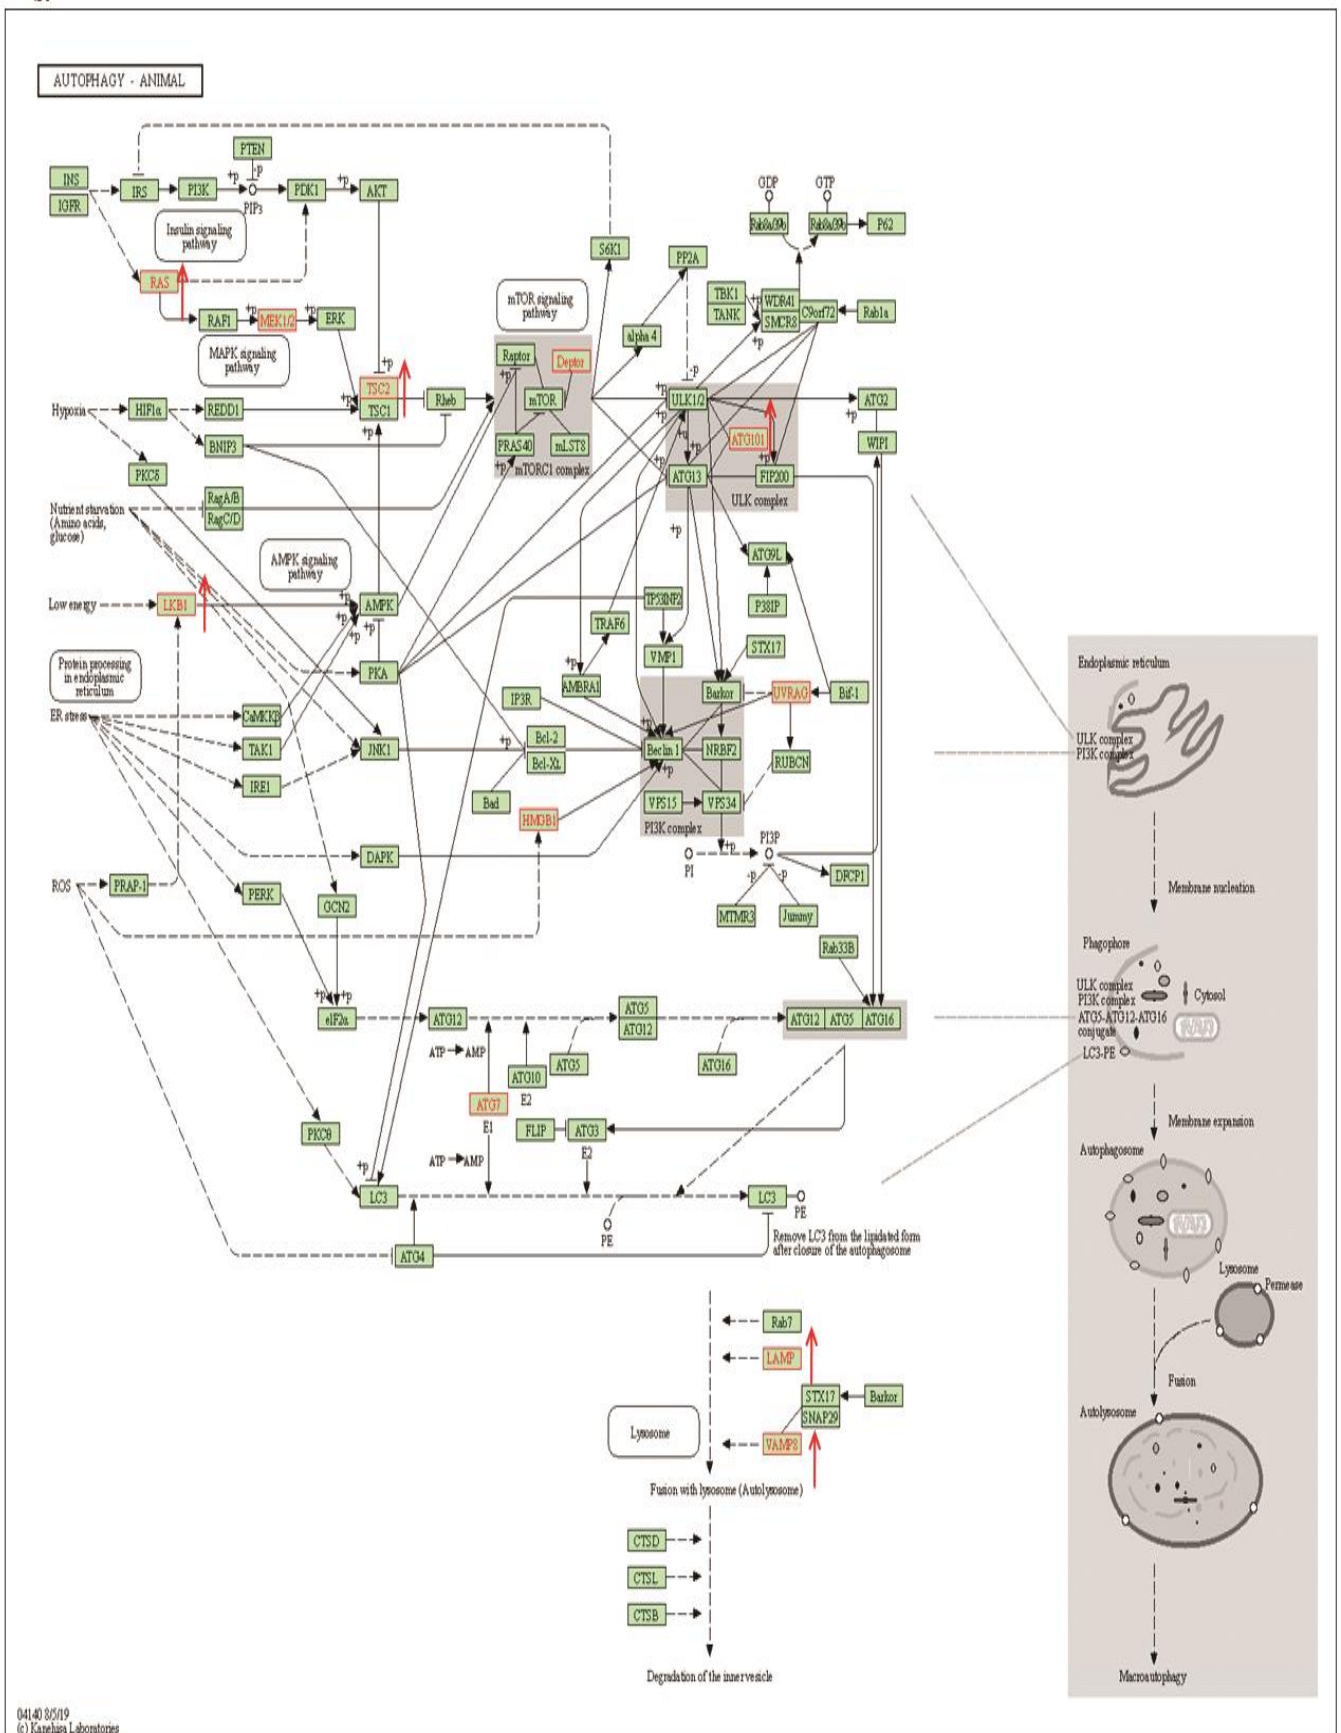 AUTOPHAGY - ANIMAL
PTEN
INS
IGFR
IRS
PI3K
+p
-p
PIP3
PDK1
+p
AKT
Insulin signaling
pathway
RAS
RAF1
+p
MEK1/2
+p
ERK
MAPK signaling
pathway
+p
TSC2
TSC1
+p
+p
Rheb
Hypoxia
HIF1α
REDD1
BNIP3
PKCδ
RagA/B
RagC/D
Nutrient starvation
(Amino acids,
glucose)
AMPK signaling
pathway
Low energy
LKB1
+p
+p
+p
+p
AMPK
PKA
Protein processing
in endoplasmic
reticulum
ER stress
CaMKKβ
TAK1
IRE1
JNK1
DAPK
ROS
PRAP-1
PERK
GCN2
+p
+p
eIF2α
S6K1
mTOR signaling
pathway
Raptor
+p
Deptor
mTOR
PRAS40
+p
mLST8
mTORC1 complex
GDP
GTP
Rab8a/39b
Rab8a/39b
P62
PP2A
TBK1
TANK
+p
WDR41
SMCR8
C9orf72
+p
Rab1a
alpha 4
-p
+p
ULK1/2
+p
+u
+p
+p
ATG101
+p
ATG13
FIP200
ULK complex
ATG2
+p
WIPI
+p
+p
ATG9L
P38IP
TP53INP2
TRAF6
VMP1
STX17
+p
AMBRA1
IP3R
Barkor
UVRAG
Bif-1
+p
Bcl-2
Bcl-XL
Bad
+p
Beclin 1
+p
NRBF2
RUBCN
HMGB1
VPS15
VPS34
PI3K complex
+p
PI
PI3P
-p
-p
DFCP1
MTMR3
Jummy
Rab33B
ATG12
ATG5
ATG12
ATG12
ATG5
ATG16
ATP
AMP
ATG10
E2
ATG5
ATG16
ATG7
E1
FLIP
ATG3
E2
PKCθ
ATP
AMP
+p
LC3
LC3
PE
PE
ATG4
Remove LC3 from the lipidated form
after closure of the autophagosome
Rab7
LAMP
STX17
SNAP29
Barkor
VAMP8
Lysosome
Fusion with lysosome (Autolysosome)
CTSD
CTSL
CTSB
Degradation of the inner vesicle
Endoplasmic reticulum
ULK complex
PI3K complex
Membrane nucleation
Phagophore
ULK complex
PI3K complex
Cytosol
ATG5-ATG12-ATG16
conjugate
LC3-PE
Membrane expansion
Autophagosome
Lysosome
Permease
Fusion
Autolysosome
Macroautophagy
04140 8/5/19
(c) Kanehisa Laboratories